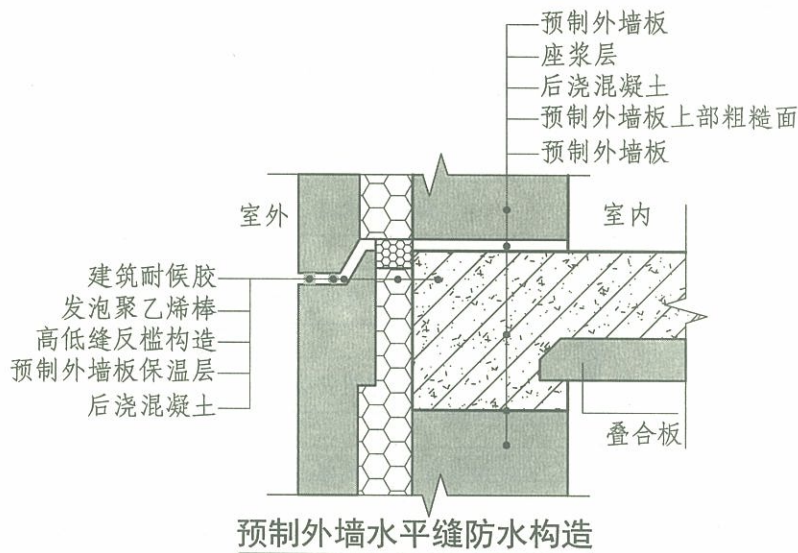 预制外墙板
座浆层
后浇混凝土
预制外墙板上部粗糙面
预制外墙板
室外
室内
建筑耐候胶
发泡聚乙烯棒
高低缝反槛构造
预制外墙板保温层
后浇混凝土
叠合板
预制外墙水平缝防水构造